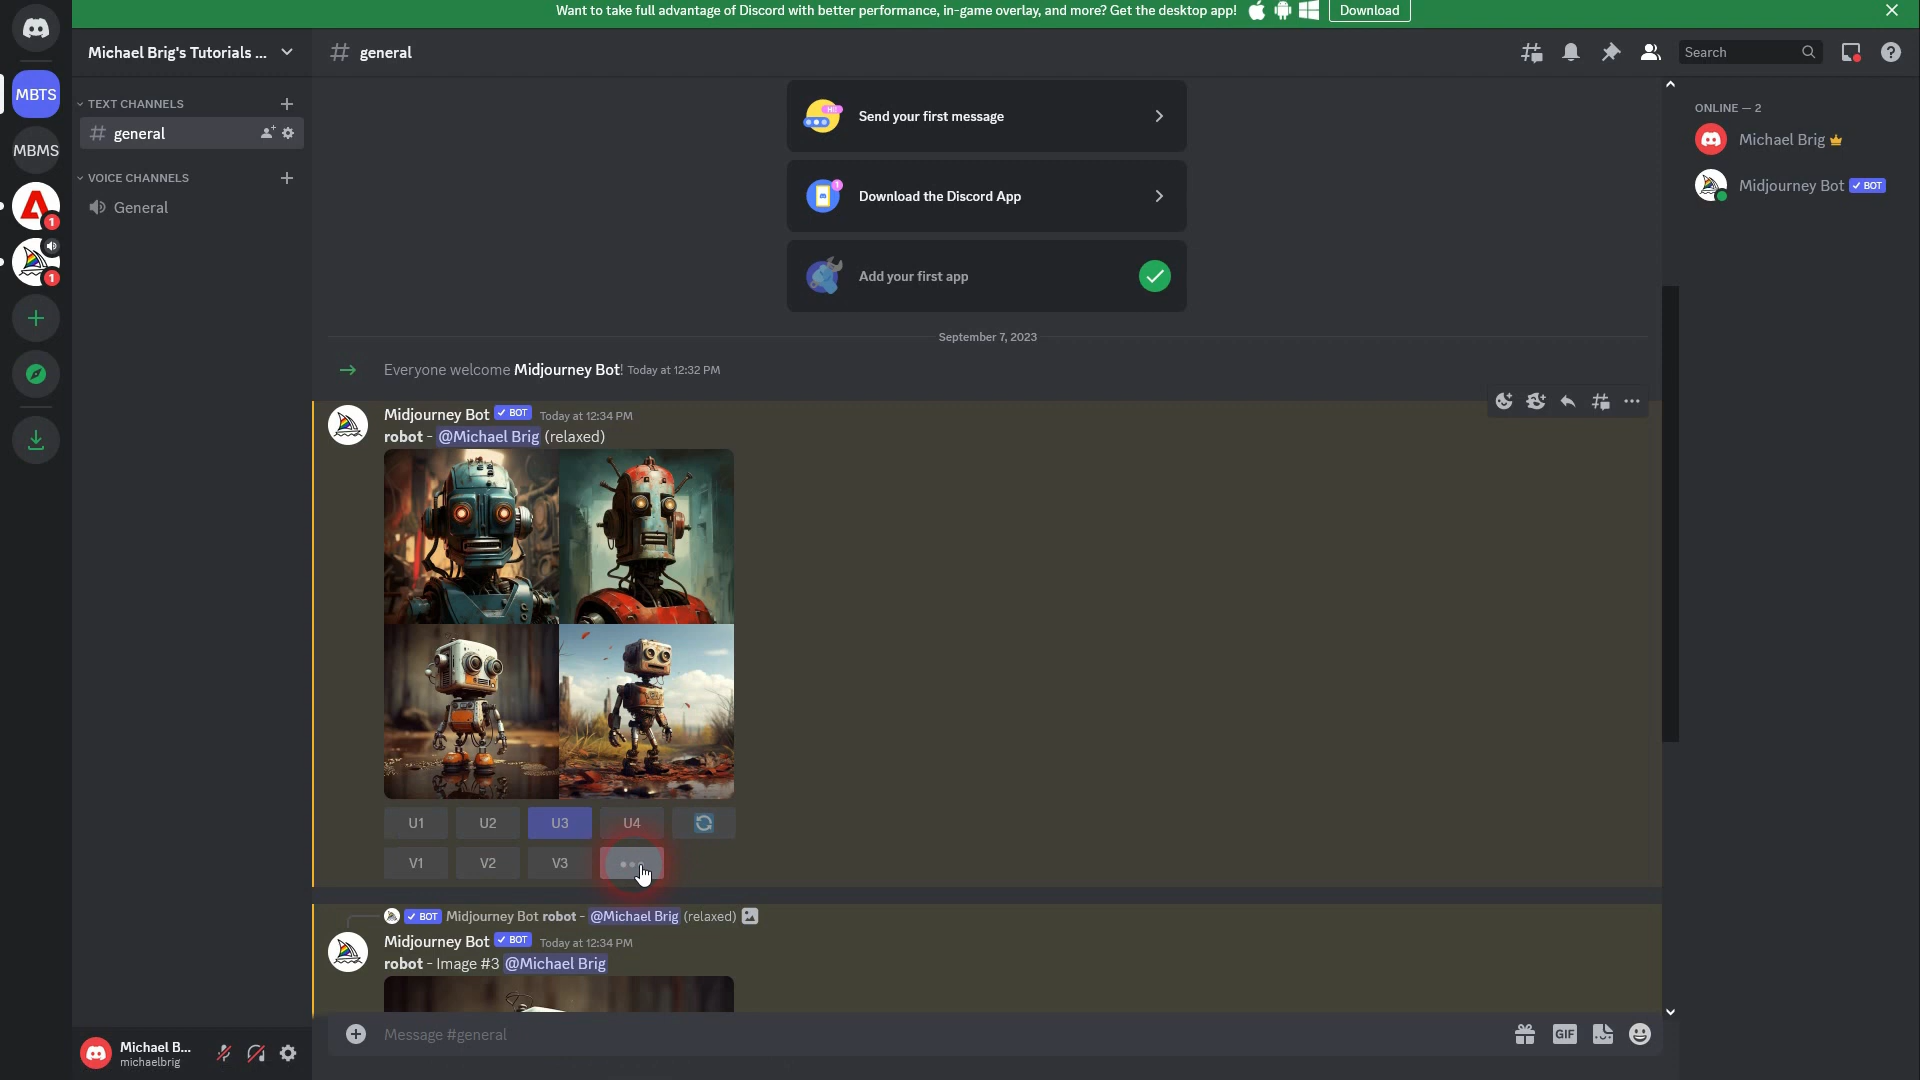 Want to take full advantage of Discord with better performance, in-game overlay, and more? Get the desktop app!
Download
Michael Brig's Tutorials ...
general
Search
MBTS
MBMS
1
1
TEXT CHANNELS
general
VOICE CHANNELS
General
Send your first message
Download the Discord App
Add your first app
September 7, 2023
Everyone welcome Midjourney Bot! Today at 12:32 PM
Midjourney Bot BOT Today at 12:34 PM
robot - @Michael Brig (relaxed)
U1 U2 U3 U4
V1 V2 V3
BOT Midjourney Bot robot - @Michael Brig (relaxed)
Midjourney Bot BOT Today at 12:34 PM
robot - Image #3 @Michael Brig
Message #general
GIF
Michael B...
michaelbrig
ONLINE — 2
Michael Brig
Midjourney Bot BOT